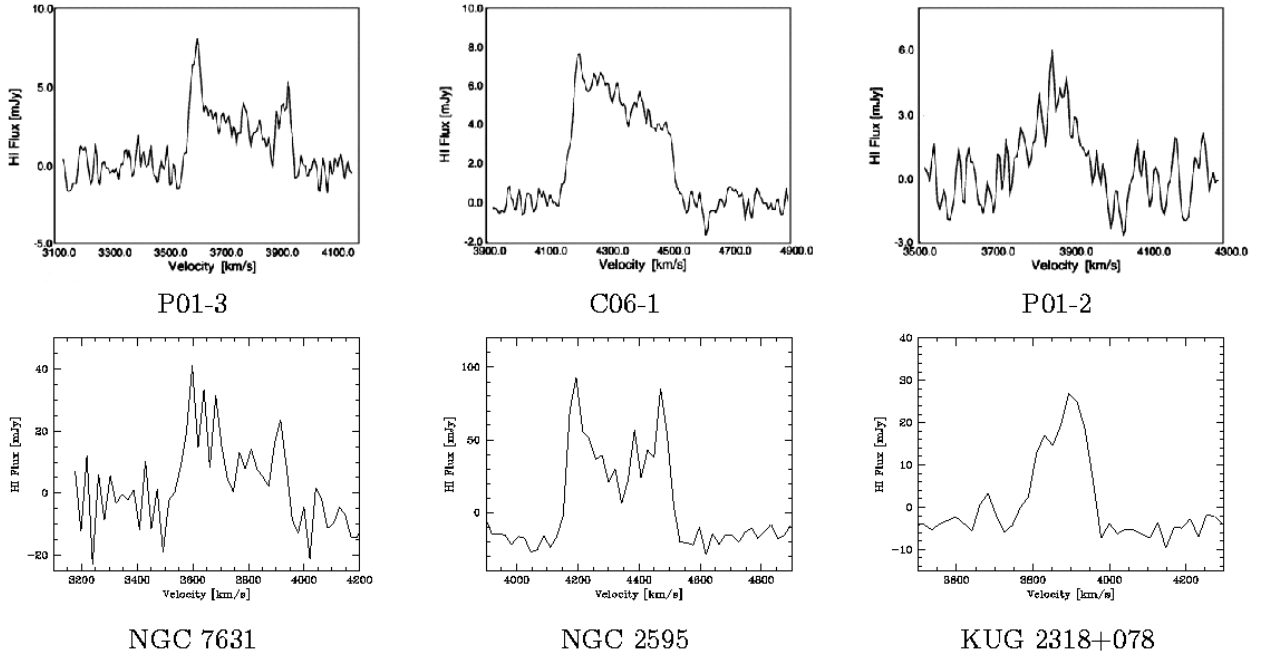 10.0
5.0
0.0
-5.0
HI Flux [mJy]
3100.0 3300.0 3500.0 3700.0 3900.0 4100.0
Velocity [km/s]
P01-3
10.0
8.0
6.0
4.0
2.0
0.0
-2.0
HI Flux [mJy]
3900.0 4100.0 4300.0 4500.0 4700.0 4900.0
Velocity [km/s]
C06-1
6.0
3.0
0.0
-3.0
HI Flux [mJy]
3500.0 3700.0 3900.0 4100.0 4300.0
Velocity [km/s]
P01-2
40
20
0
-20
HI Flux [mJy]
3200 3400 3600 3800 4000 4200
Velocity [km/s]
NGC 7631
100
50
0
HI Flux [mJy]
4000 4200 4400 4600 4800
Velocity [km/s]
NGC 2595
40
30
20
10
0
-10
HI Flux [mJy]
3600 3800 4000 4200
Velocity [km/s]
KUG 2318+078